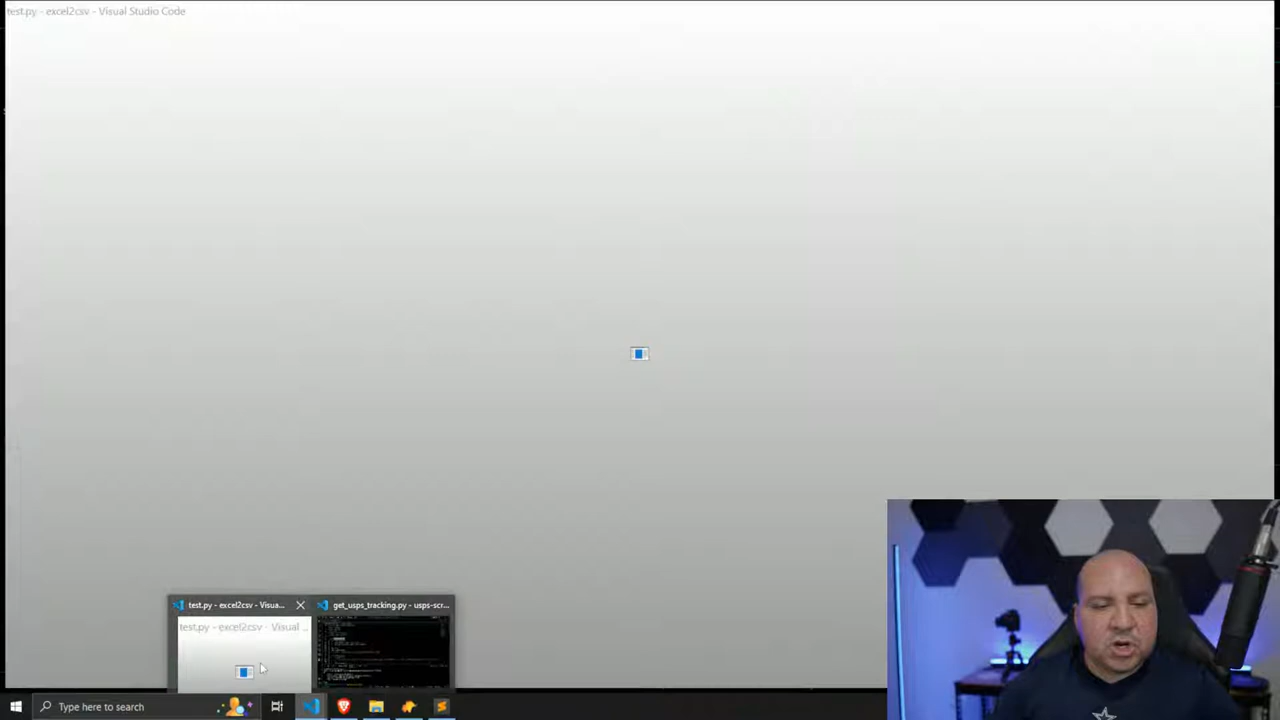 test.py - excel2csv - Visual Studio Code
test.py - excel2csv - Visua...
get_usps_tracking.py - usps-scr...
test.py - excel2csv - Visual ...
Type here to search